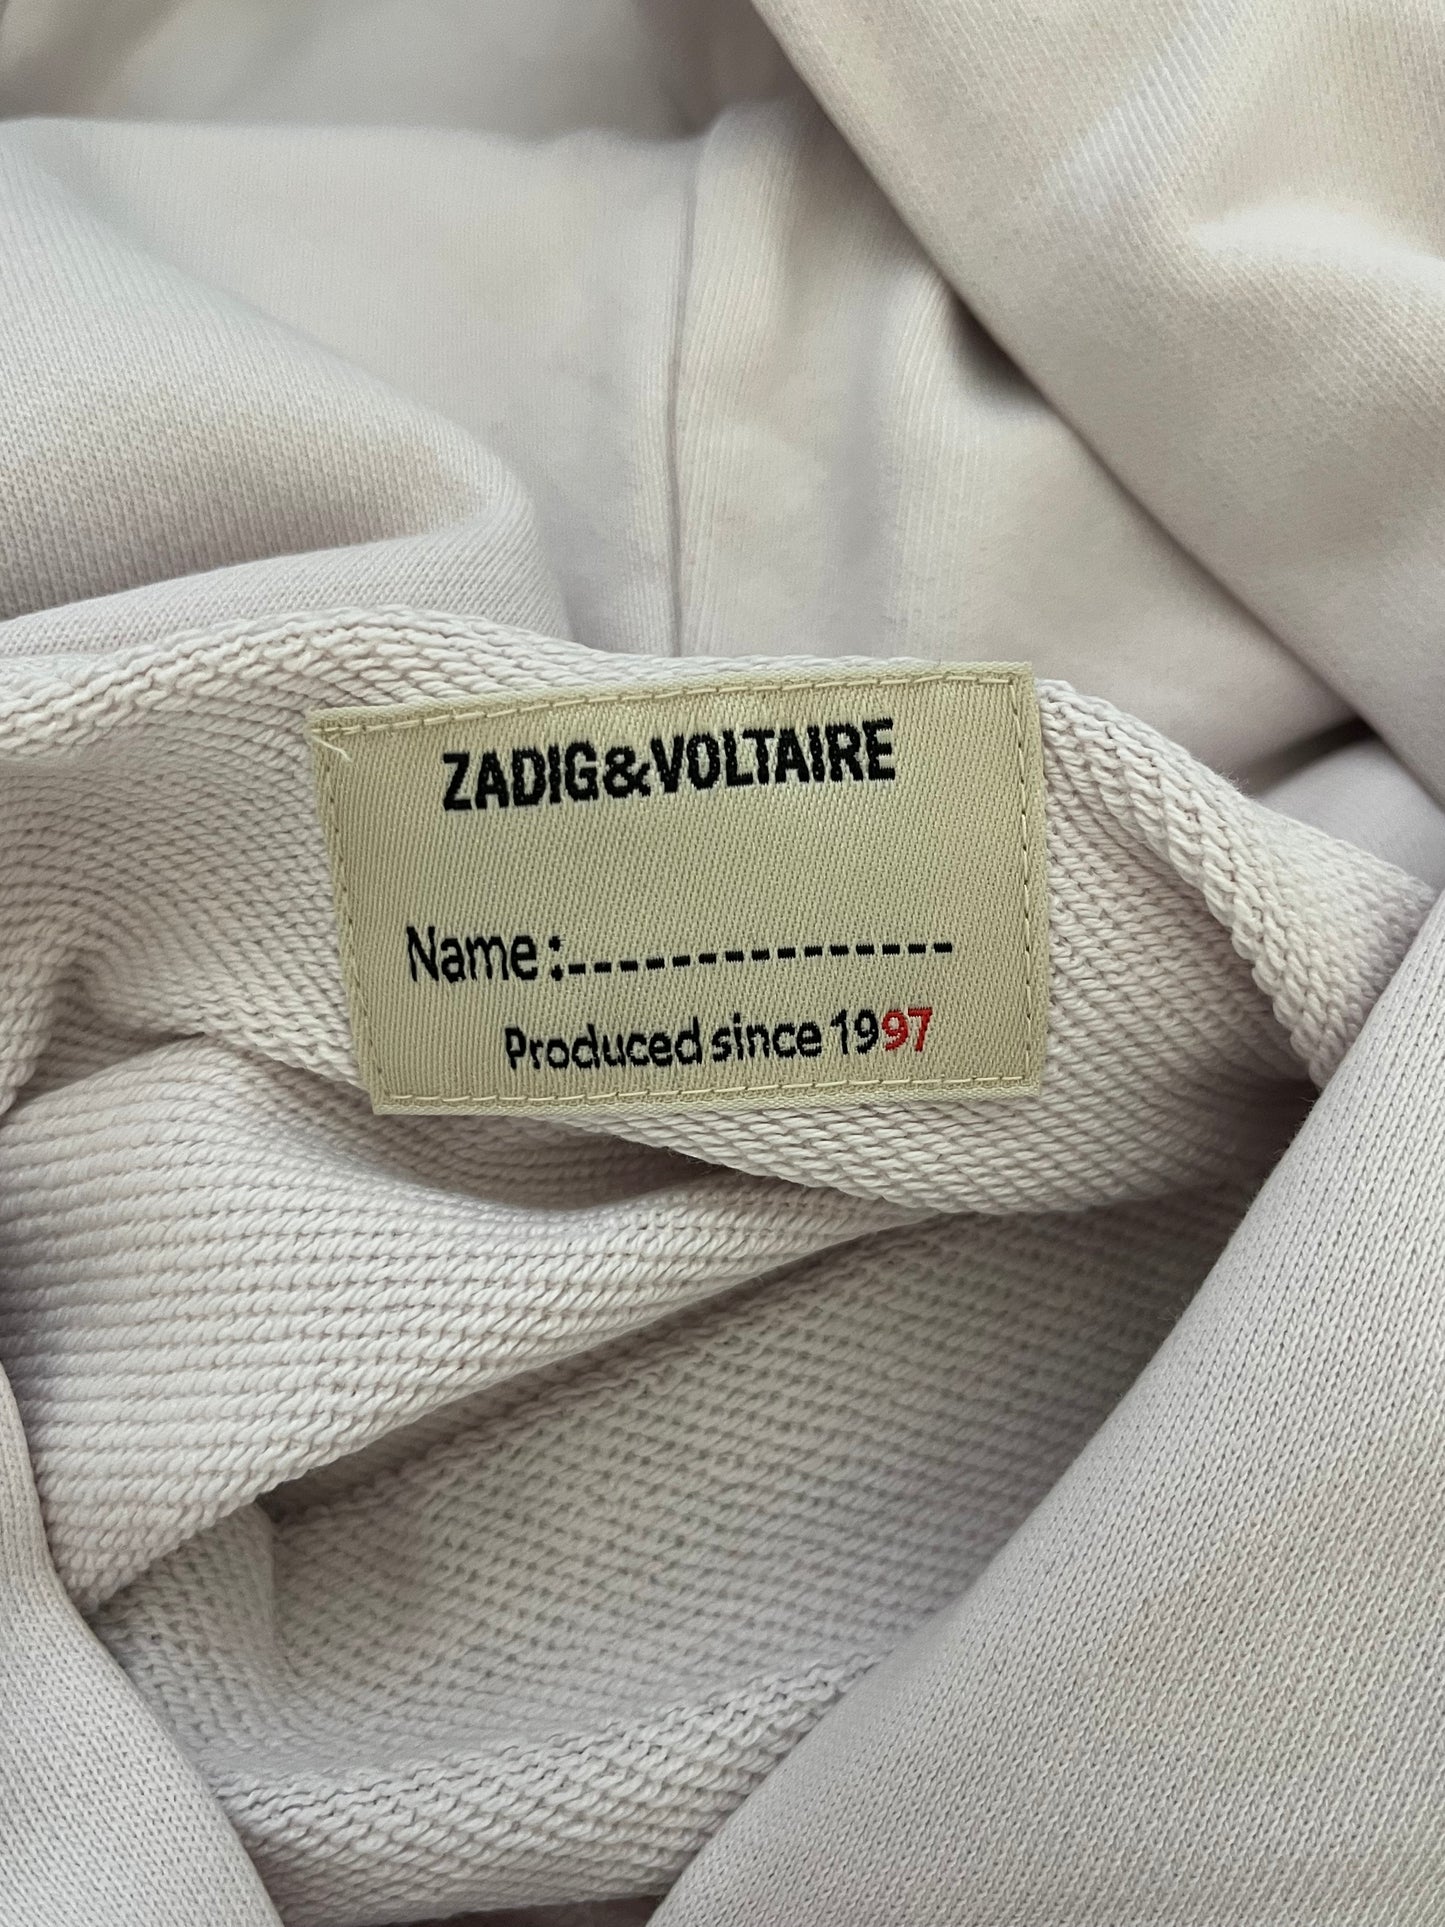 ZADIG&VOLTAIRE
Name:---------------
Produced since 1997